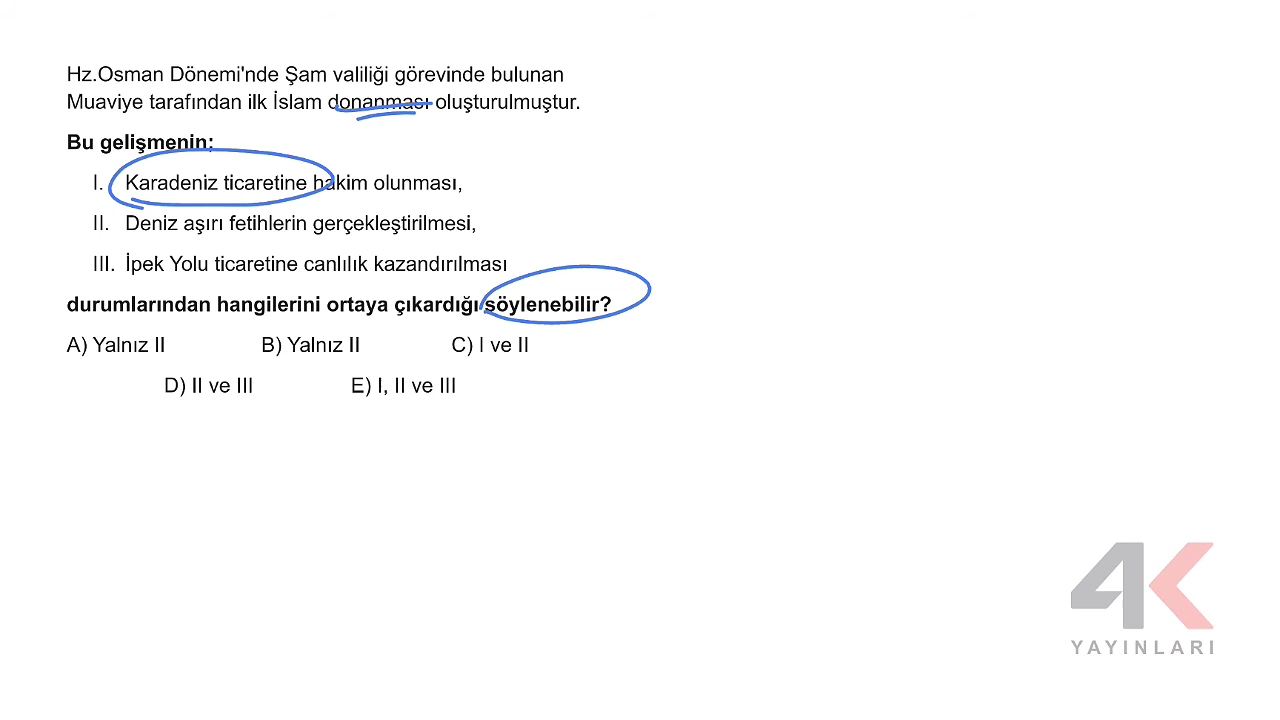 Hz.Osman Dönemi'nde Şam valiliği görevinde bulunan
Muaviye tarafından ilk İslam donanması oluşturulmuştur.
Bu gelişmenin;
I. Karadeniz ticaretine hakim olunması,
II. Deniz aşırı fetihlerin gerçekleştirilmesi,
III. İpek Yolu ticaretine canlılık kazandırılması
durumlarından hangilerini ortaya çıkardığı söylenebilir?
A) Yalnız II B) Yalnız II C) I ve II
D) II ve III E) I, II ve III
4K
YAYINLARI